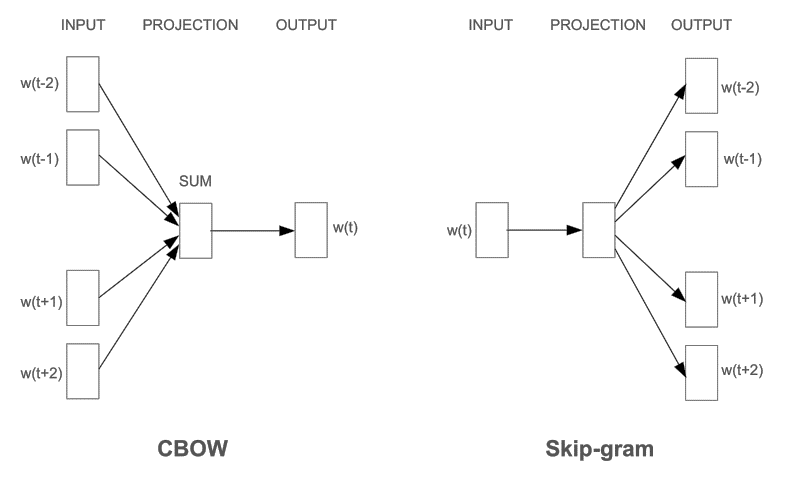 INPUT PROJECTION OUTPUT
w(t-2)
w(t-1)
SUM
w(t)
w(t+1)
w(t+2)
CBOW
INPUT PROJECTION OUTPUT
w(t-2)
w(t-1)
w(t)
w(t+1)
w(t+2)
Skip-gram